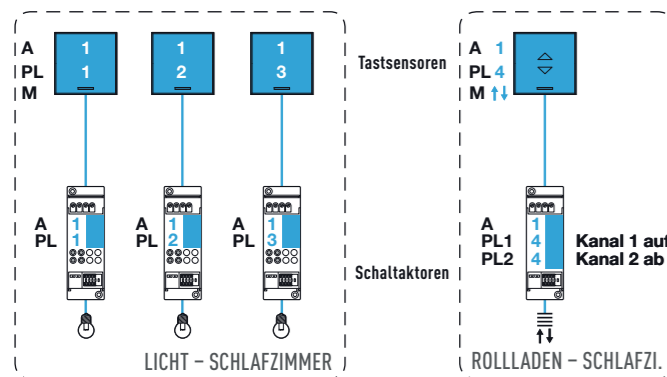 A 1 1 1
PL 1 2 3
M
Tastsensoren
A 1
PL 4
M ↑↓
A 1 A 1 A 1
PL 1 PL 2 PL 3
Schaltaktoren
A 1
PL1 4 Kanal 1 auf
PL2 4 Kanal 2 ab
LICHT – SCHLAFZIMMER
ROLLLADEN – SCHLAFZI.